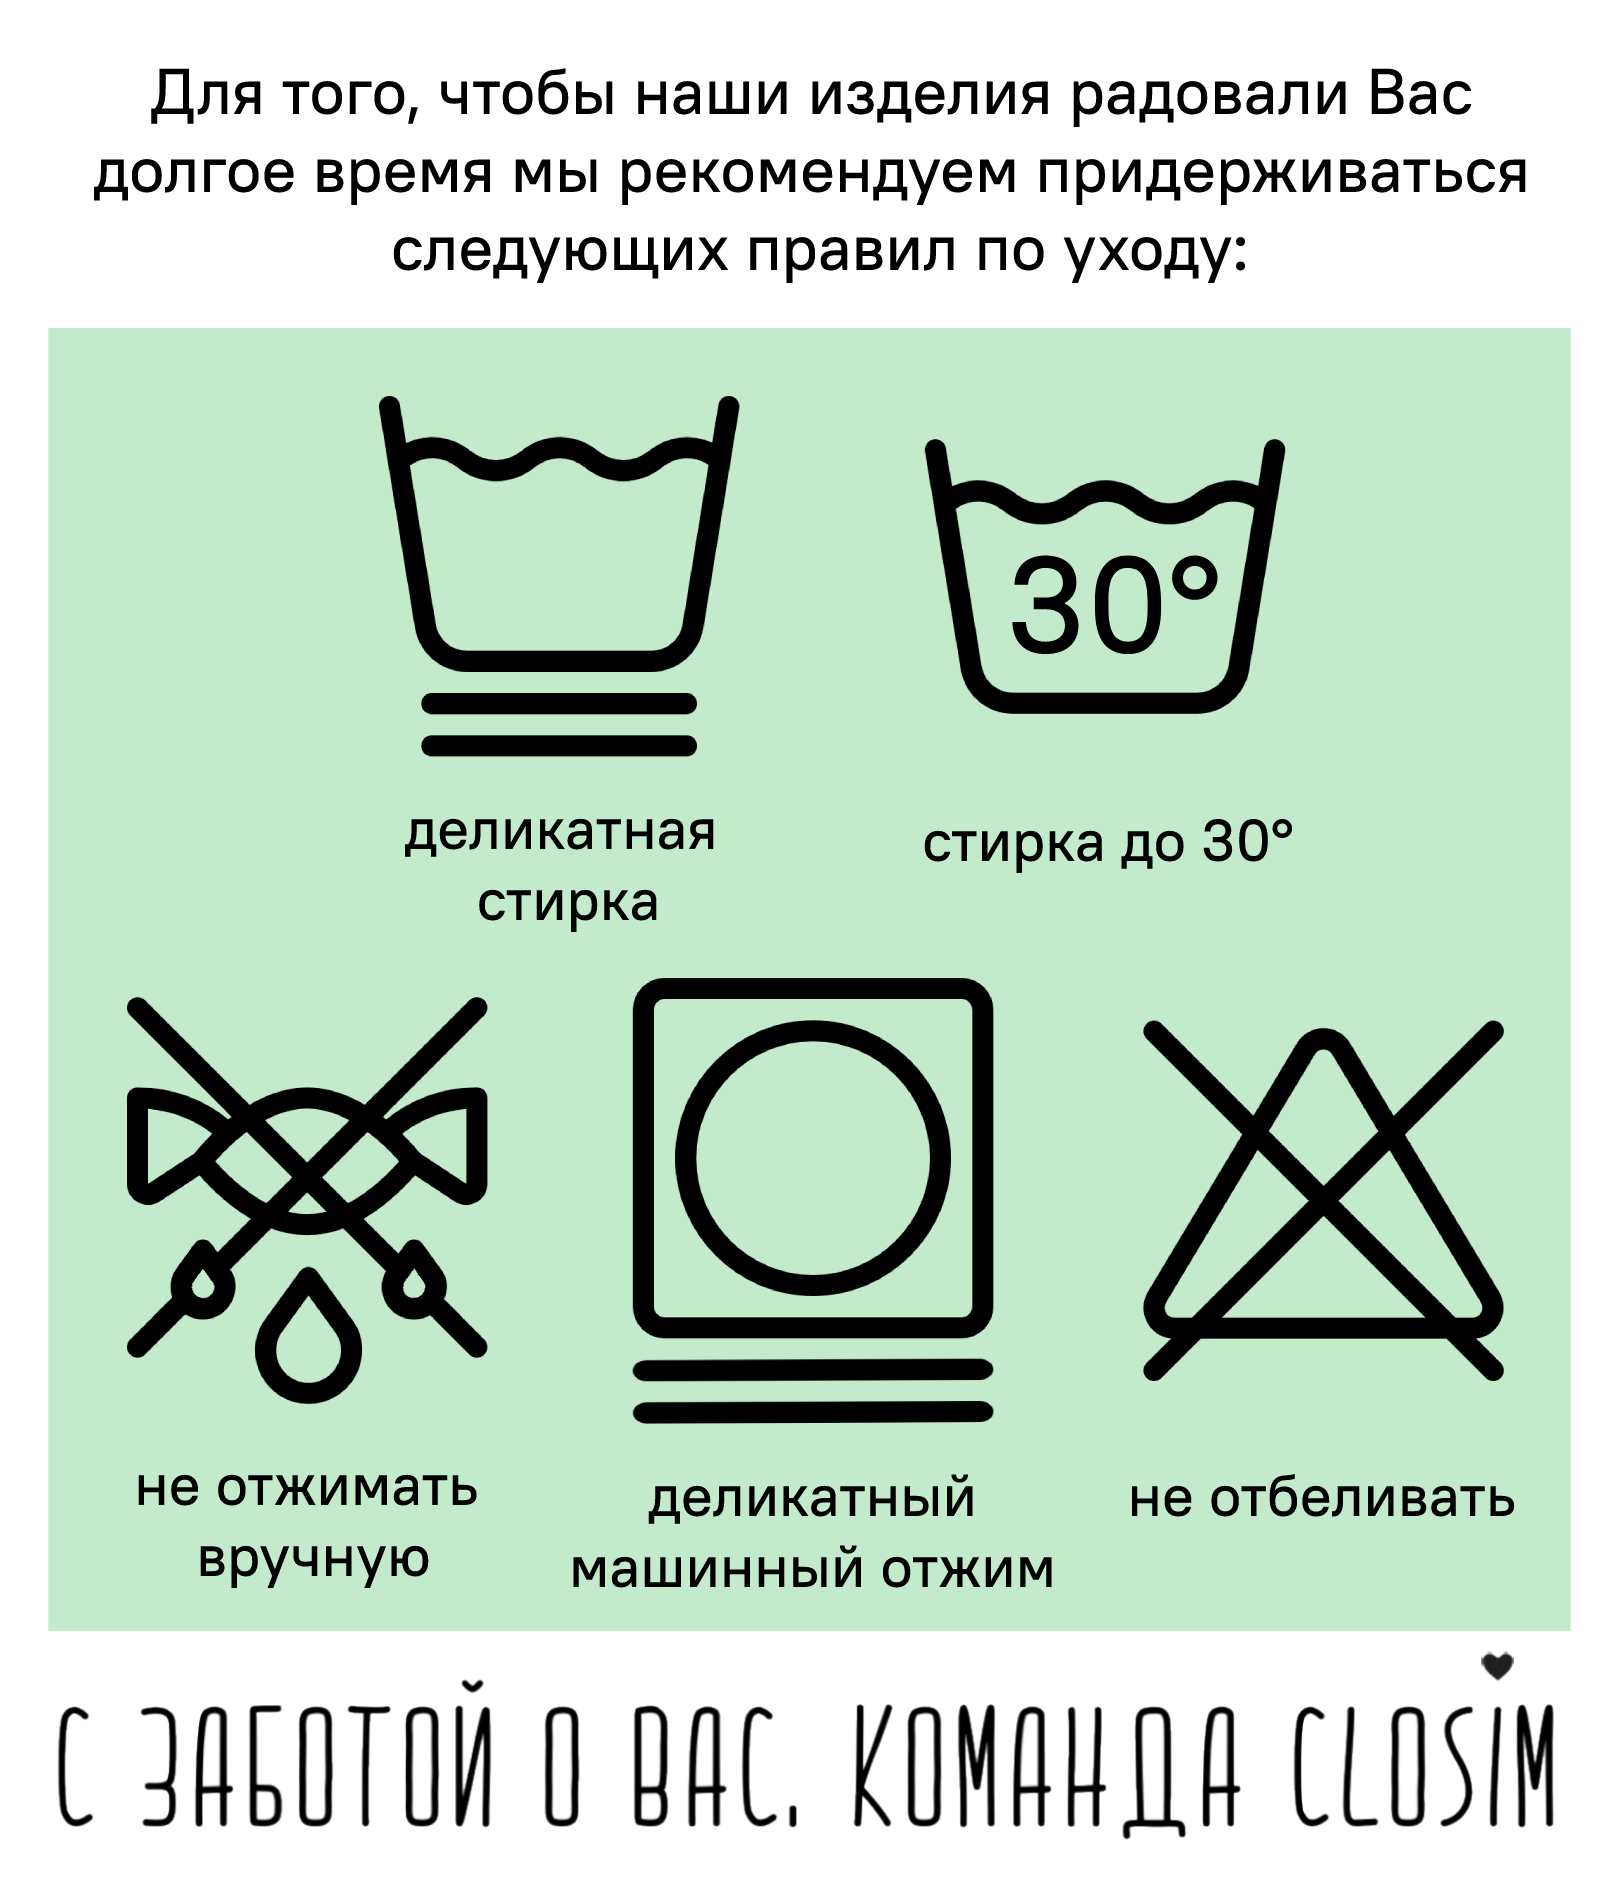 Для того, чтобы наши изделия радовали Вас
долгое время мы рекомендуем придерживаться
следующих правил по уходу:
30°
деликатная
стирка
стирка до 30°
не отжимать
вручную
деликатный
машинный отжим
не отбеливать
С ЗАБОТОЙ О ВАС. КОМАНДА CLOSiM